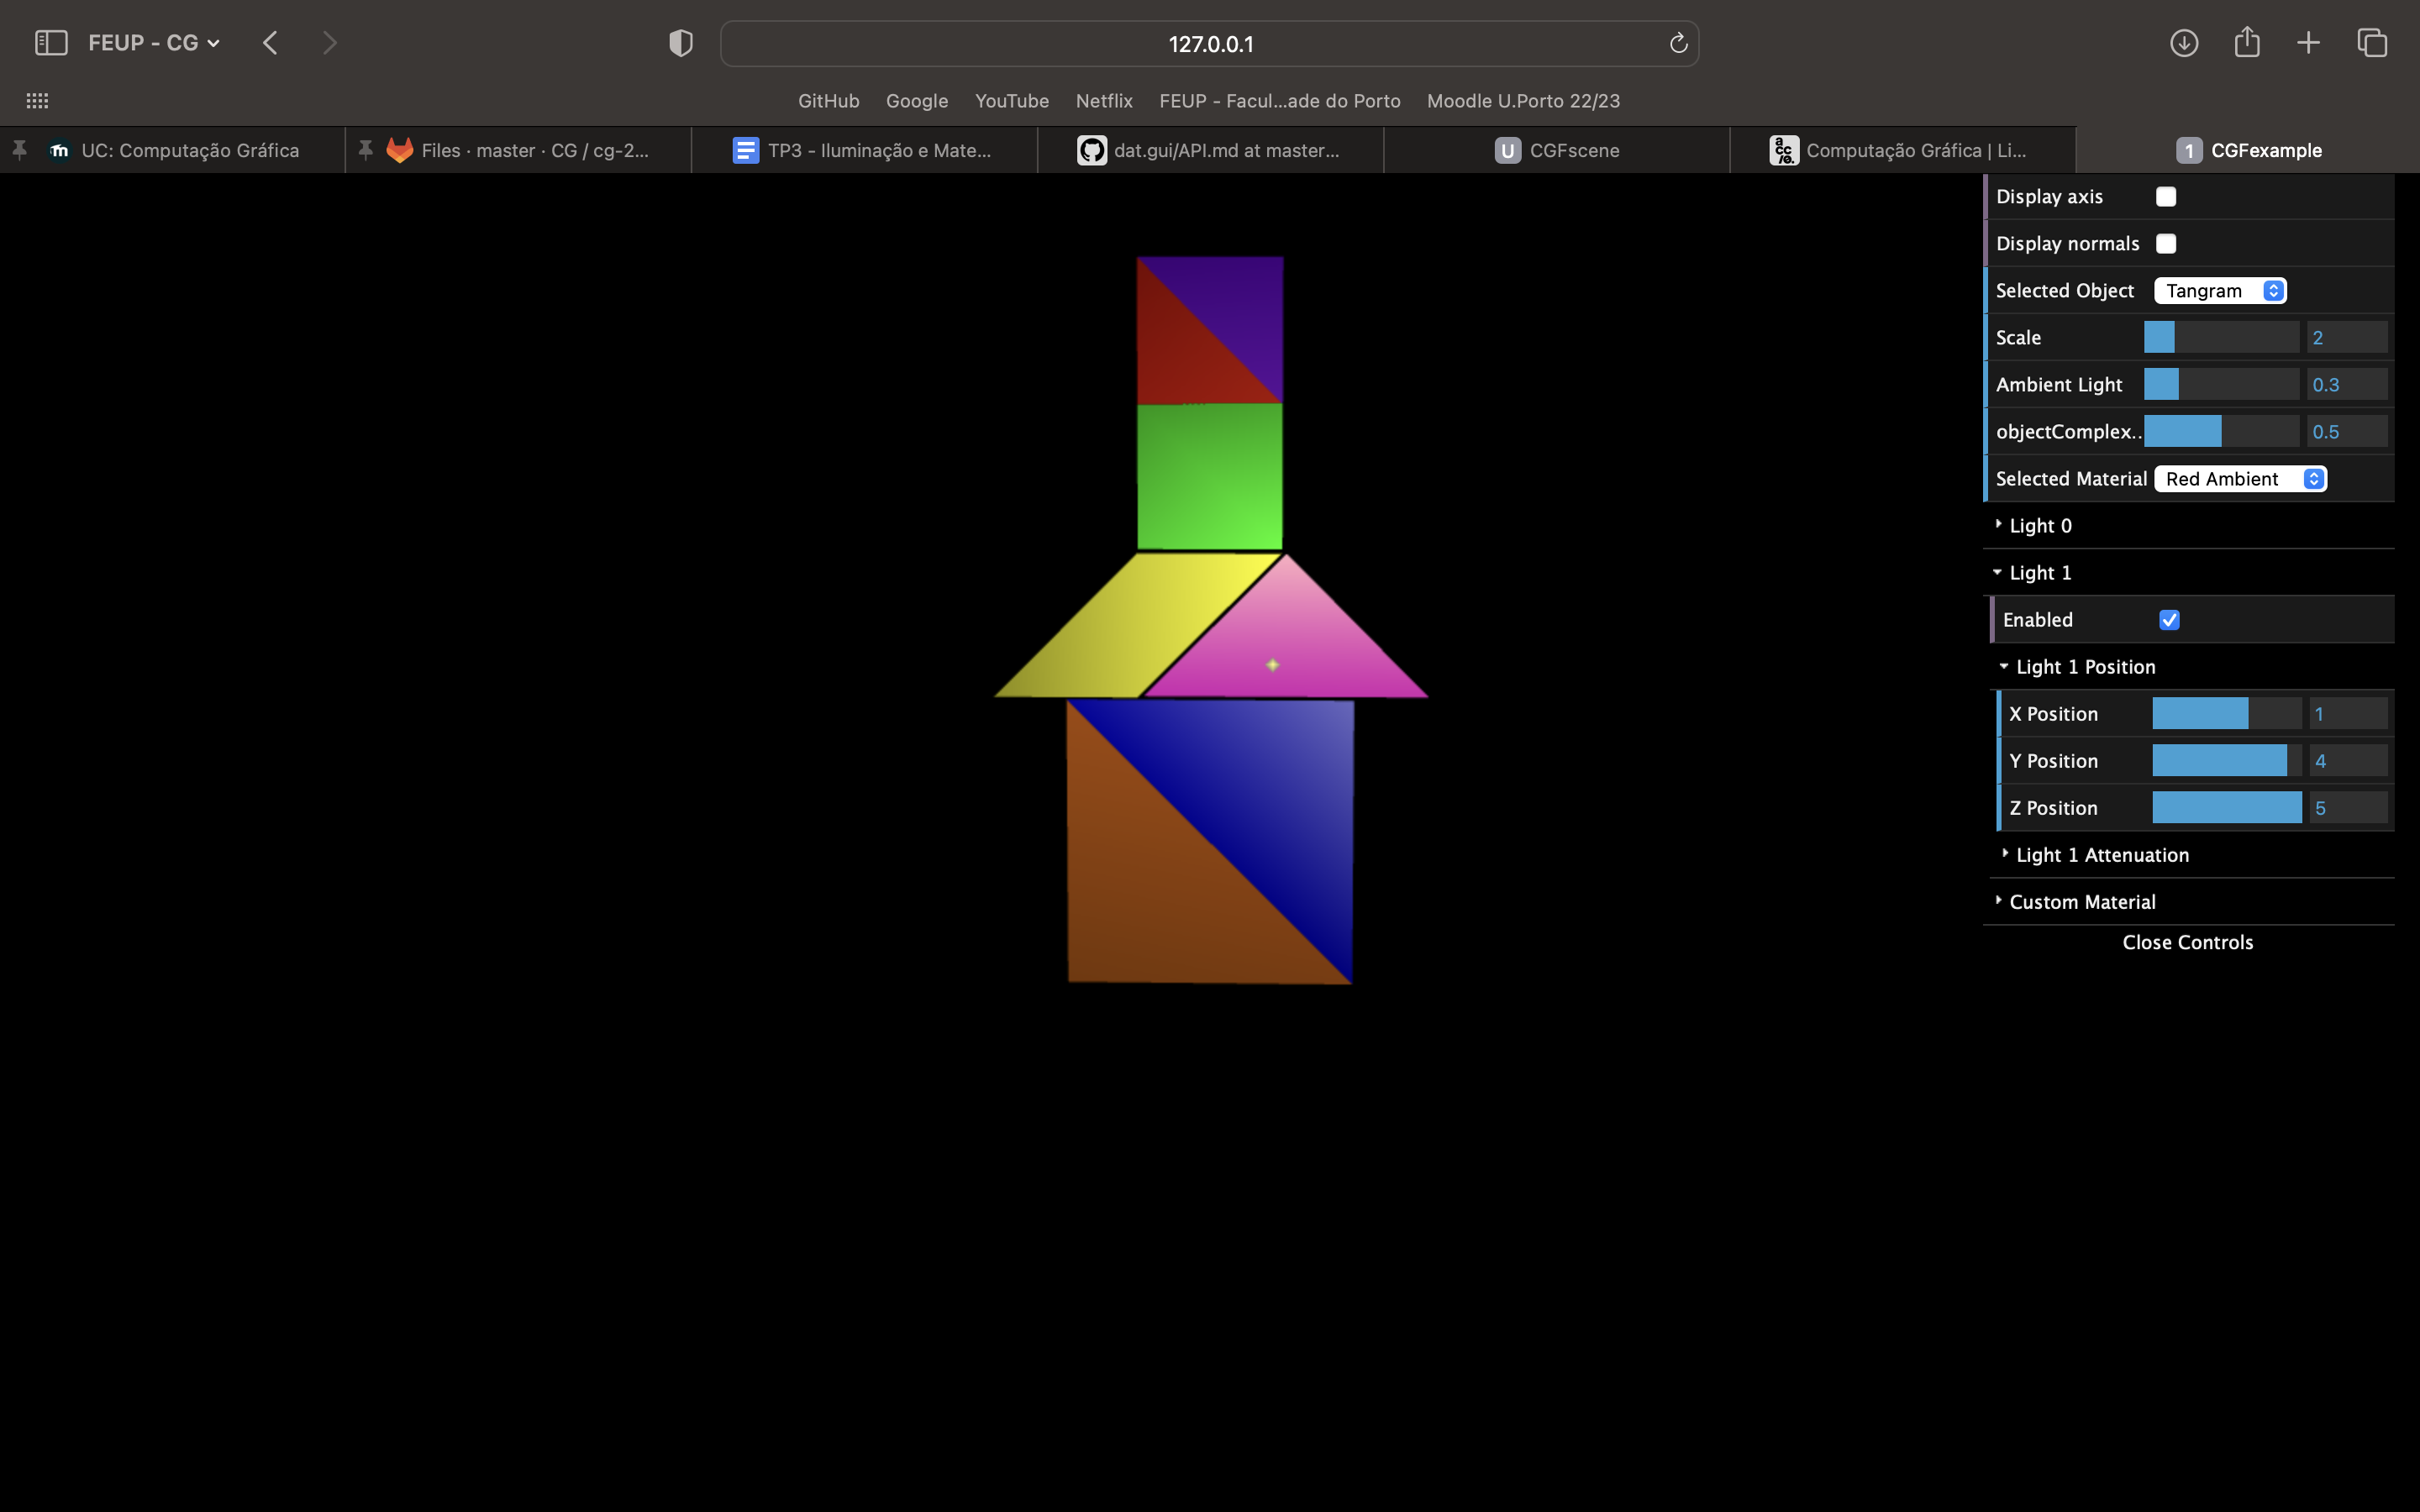 FEUP - CG
127.0.0.1
GitHub Google YouTube Netflix FEUP - Facul...ade do Porto Moodle U.Porto 22/23
UC: Computação Gráfica
Files · master · CG / cg-2...
TP3 - Iluminação e Mate...
dat.gui/API.md at master...
U CGFscene
acc/o. Computação Gráfica | Li...
1 CGFexample
Display axis
Display normals
Selected Object Tangram
Scale 2
Ambient Light 0.3
objectComplex.. 0.5
Selected Material Red Ambient
Light 0
Light 1
Enabled
Light 1 Position
X Position 1
Y Position 4
Z Position 5
Light 1 Attenuation
Custom Material
Close Controls